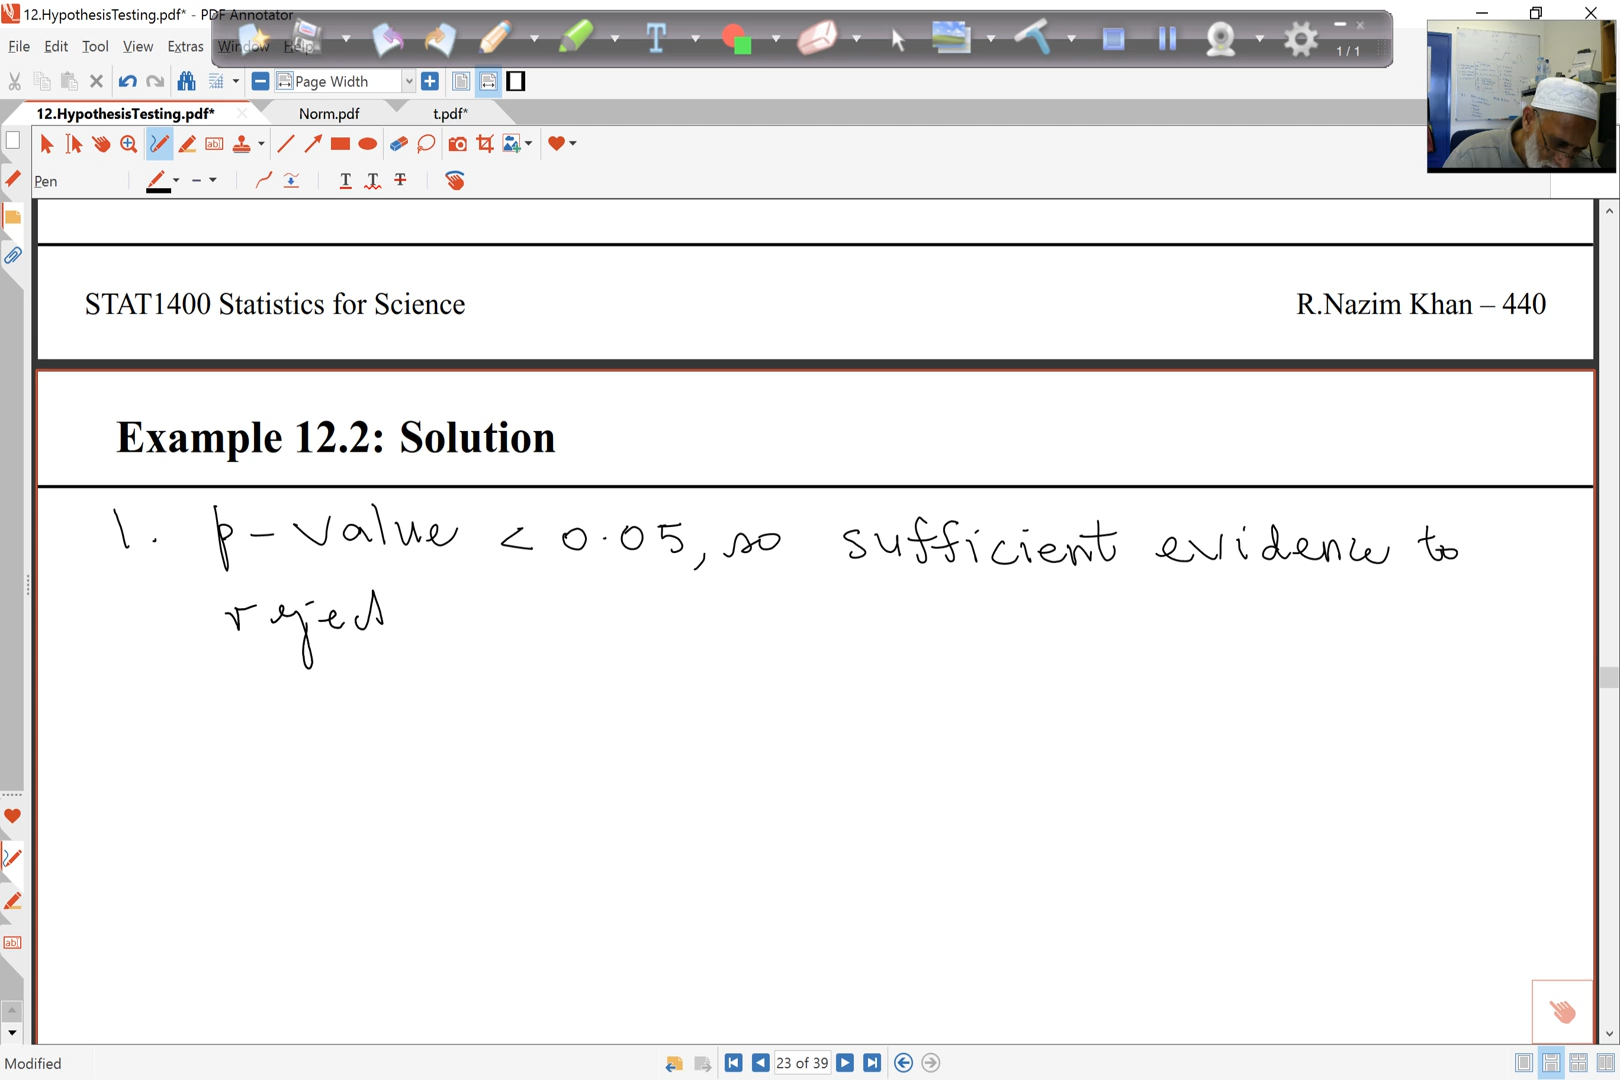 12.HypothesisTesting.pdf* - PDF Annotator
File Edit Tool View Extras Window Help
1 / 1
Page Width
12.HypothesisTesting.pdf* Norm.pdf t.pdf*
Pen
STAT1400 Statistics for Science R.Nazim Khan – 440
Example 12.2: Solution
1. p-value < 0.05, so sufficient evidence to
reject
Modified 23 of 39